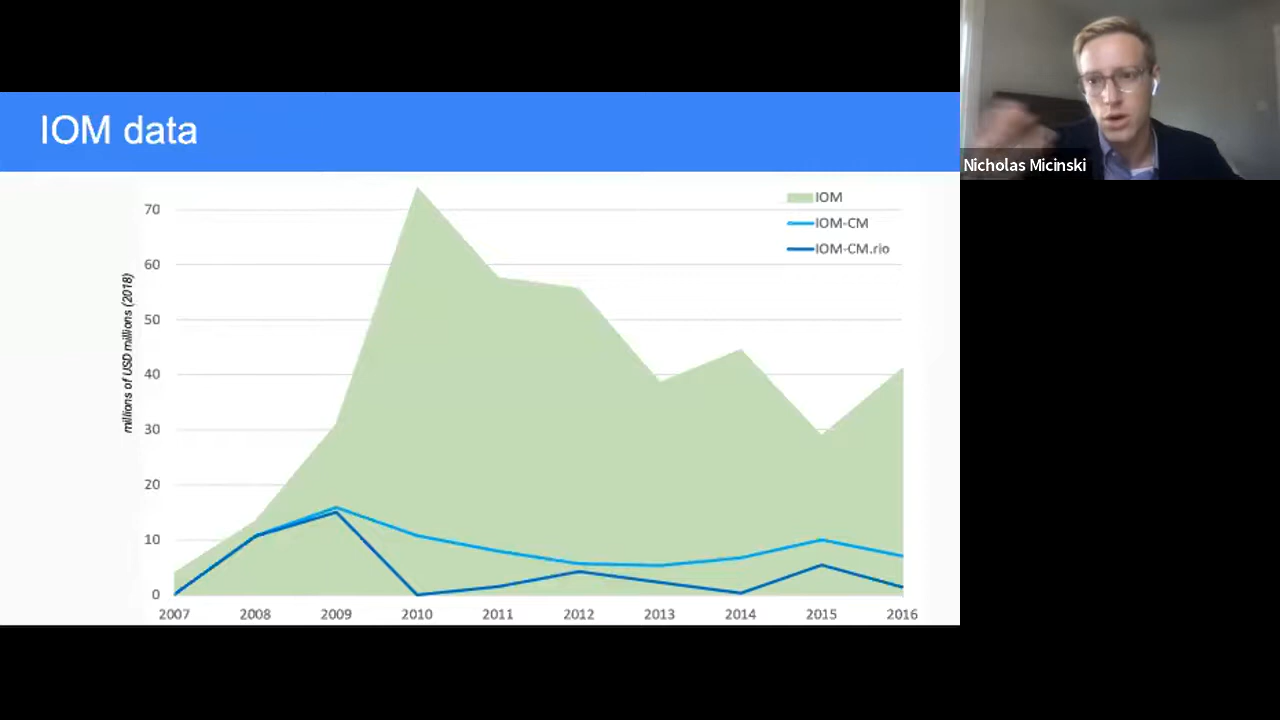 IOM data
Nicholas Micinski
IOM
IOM-CM
IOM-CM.rio
millions of USD millions (2018)
70
60
50
40
30
20
10
0
2007 2008 2009 2010 2011 2012 2013 2014 2015 2016